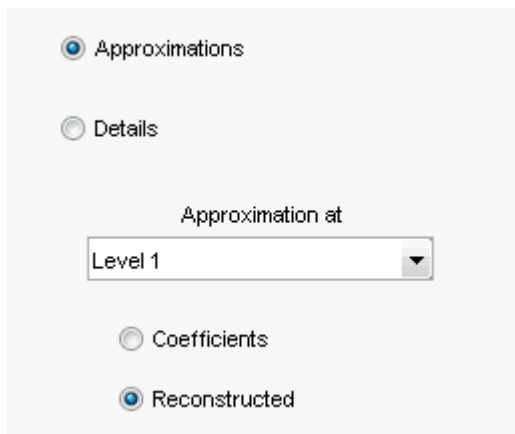 Approximations
Details
Approximation at
Level 1
Coefficients
Reconstructed